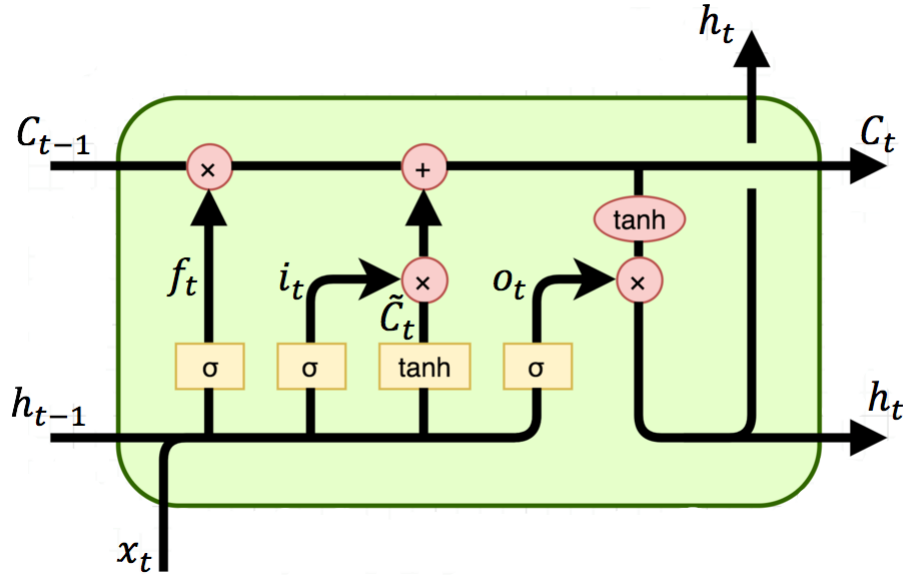 h_t
C_{t-1}
C_t
×
+
tanh
f_t
i_t
×
o_t
×
C̃_t
σ
σ
tanh
σ
h_{t-1}
h_t
x_t